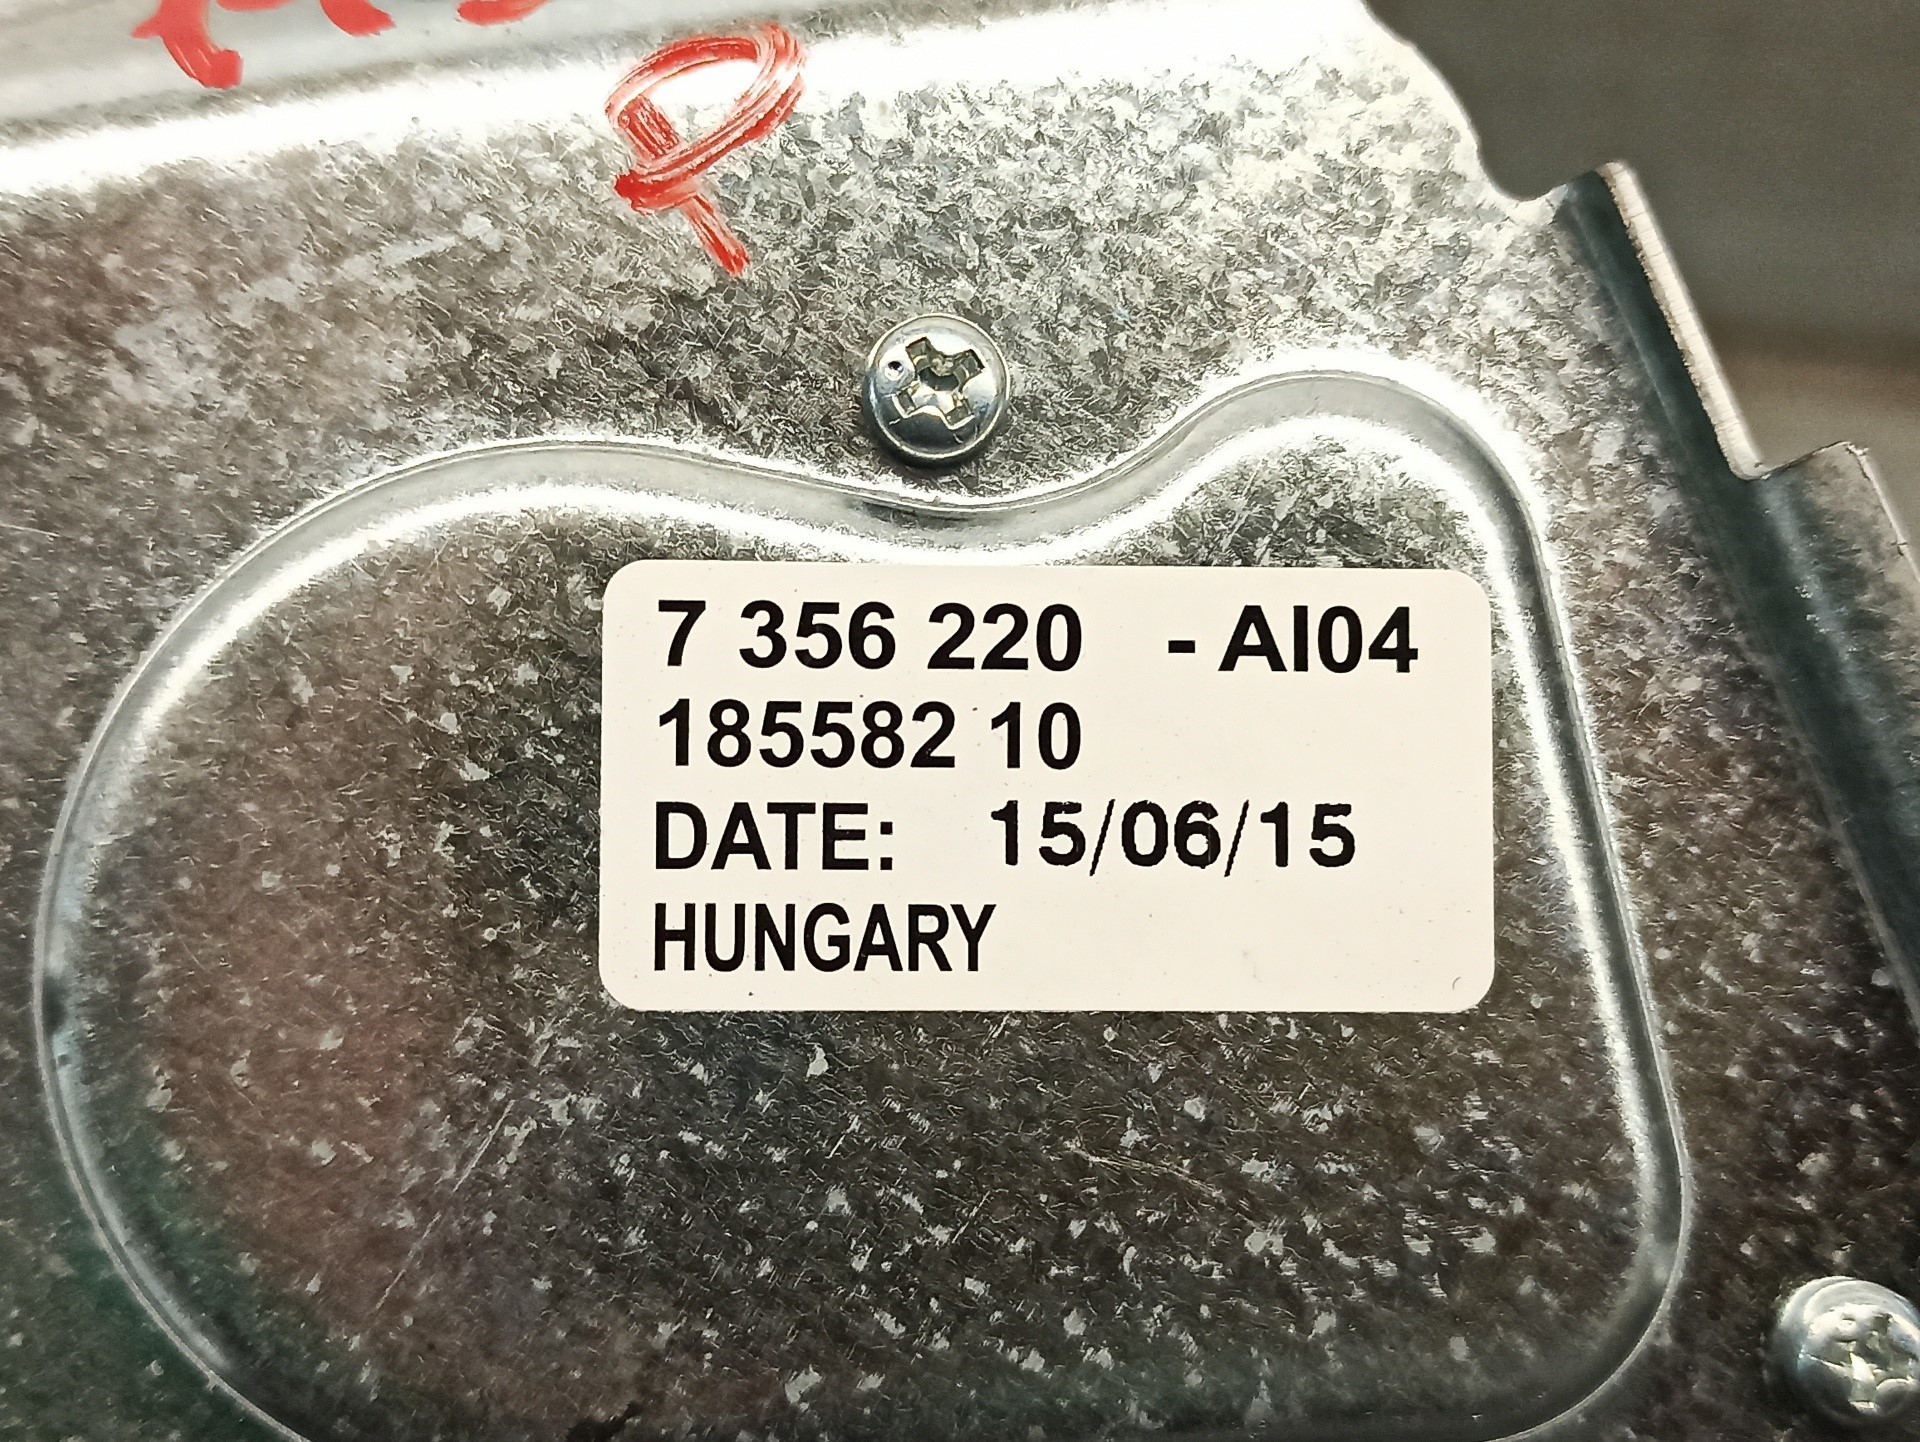 P
7 356 220 - AI04
185582 10
DATE: 15/06/15
HUNGARY